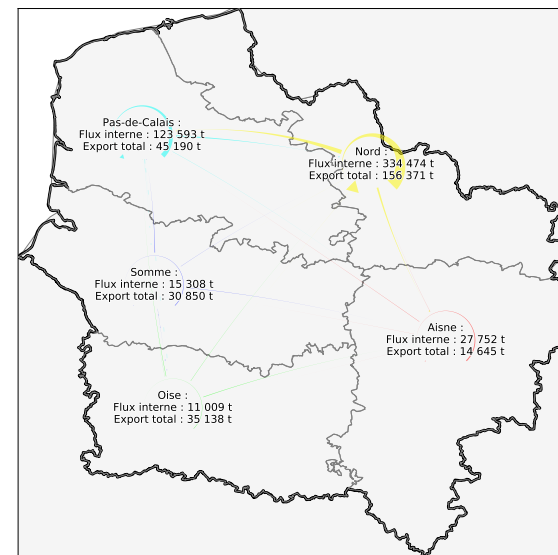 Pas-de-Calais :
Flux interne : 123 593 t
Export total : 45 190 t
Nord :
Flux interne : 334 474 t
Export total : 156 371 t
Somme :
Flux interne : 15 308 t
Export total : 30 850 t
Aisne :
Flux interne : 27 752 t
Export total : 14 645 t
Oise :
Flux interne : 11 009 t
Export total : 35 138 t